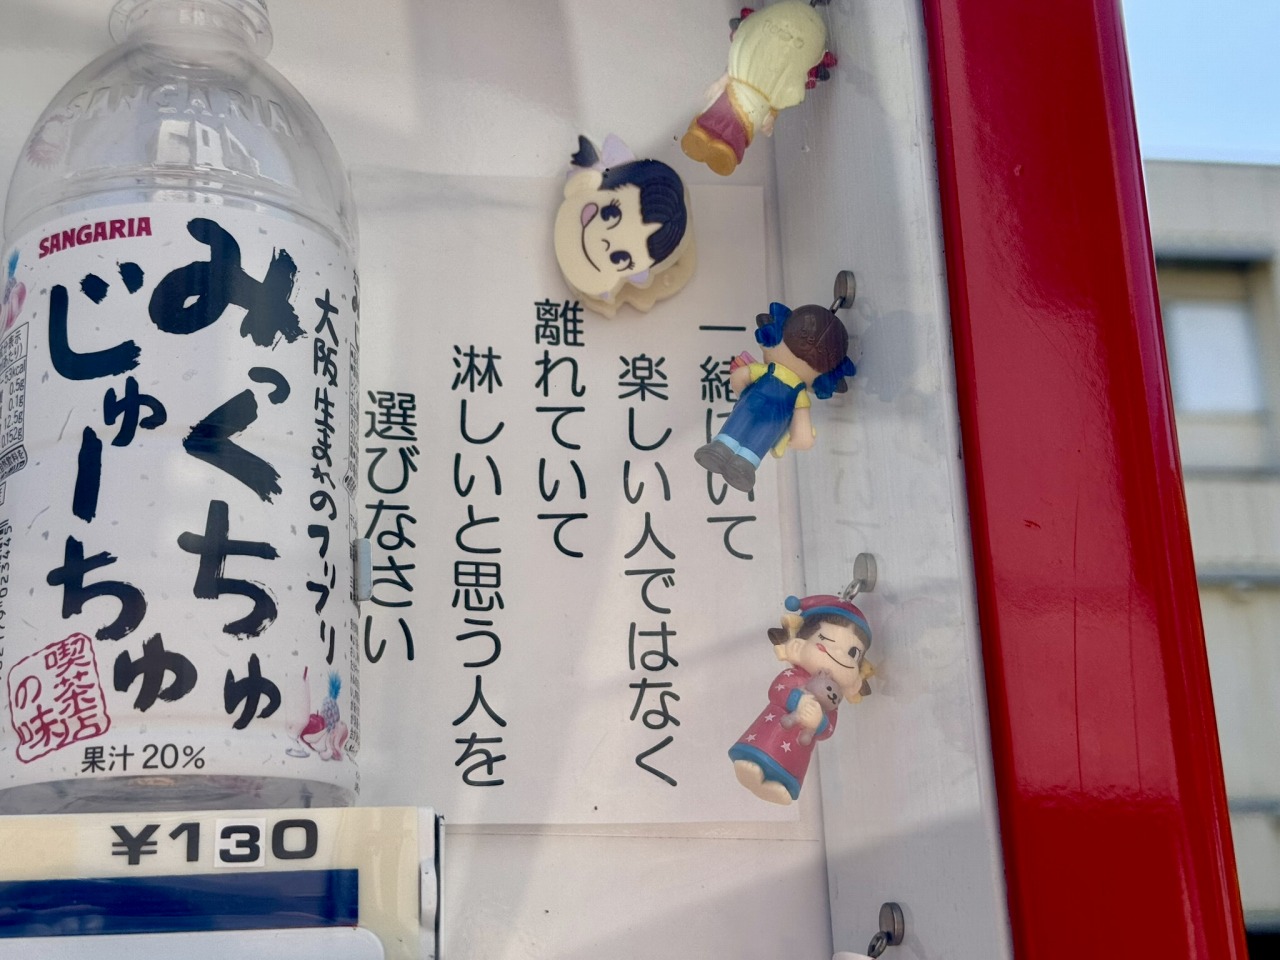 一緒にいて
楽しい人ではなく
離れていて
淋しいと思う人を
選びなさい
SANGARIA
SANGARIA
みっくちゅ
じゅーちゅ
大阪生まれのフーリ
喫茶店
の味
果汁20%
¥130